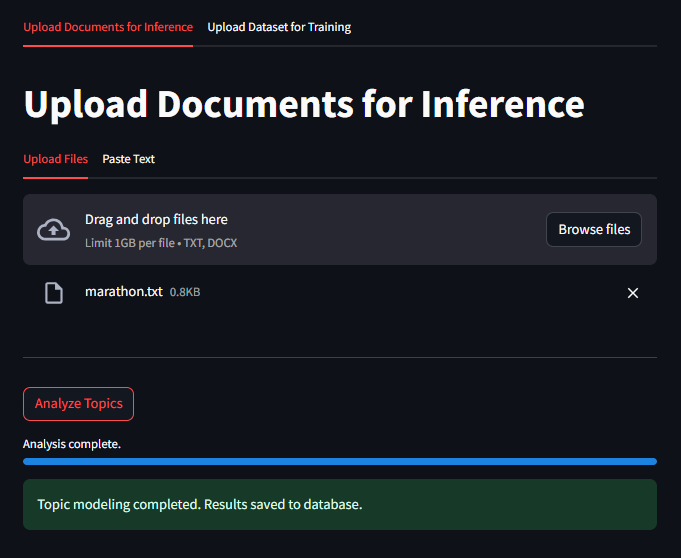 Upload Documents for Inference Upload Dataset for Training
Upload Documents for Inference
Upload Files Paste Text
Drag and drop files here
Limit 1GB per file • TXT, DOCX
Browse files
marathon.txt 0.8KB
Analyze Topics
Analysis complete.
Topic modeling completed. Results saved to database.